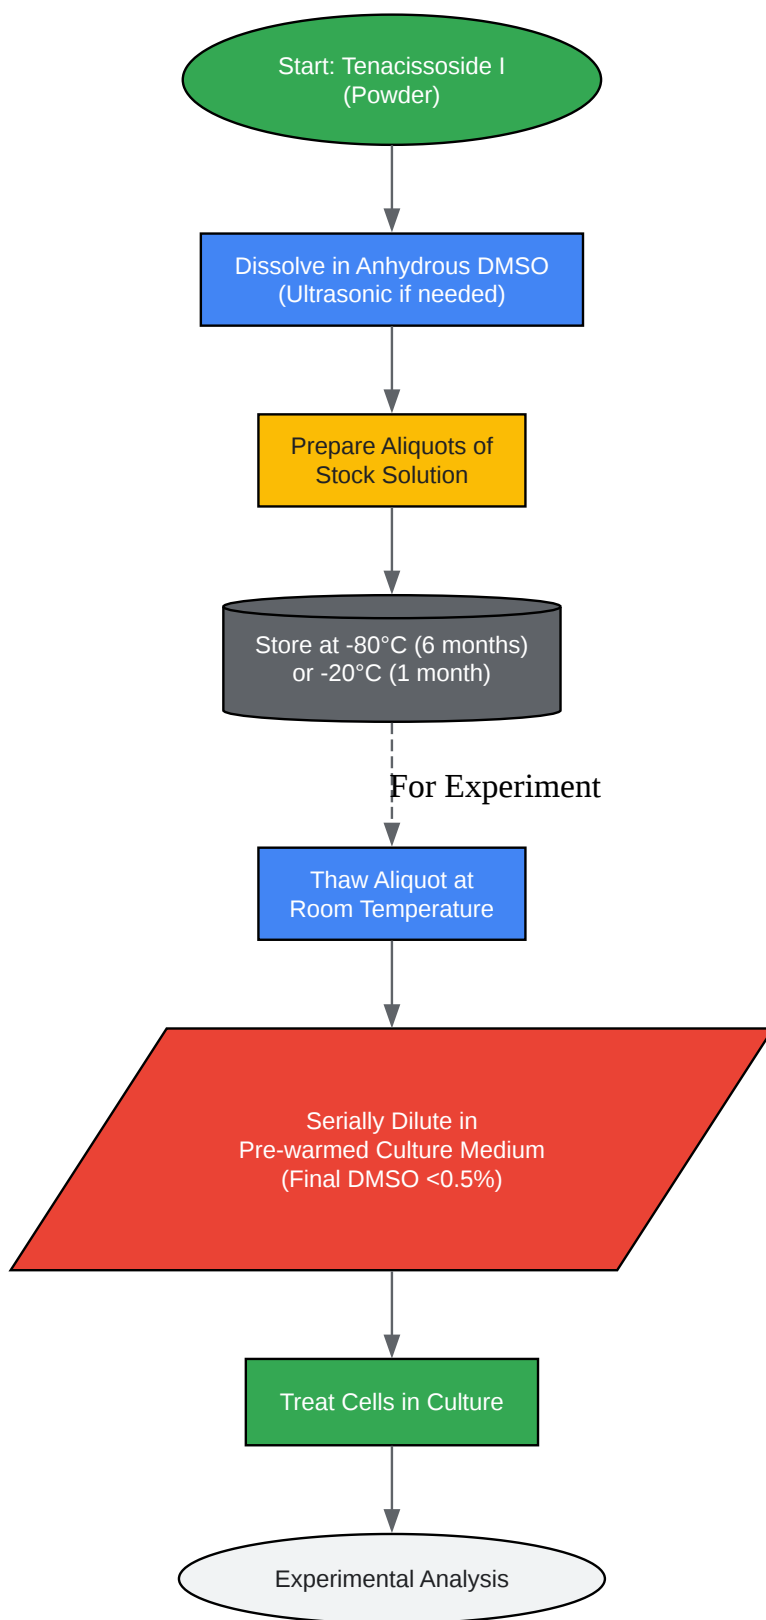 Start: Tenacissoside I
(Powder)
Dissolve in Anhydrous DMSO
(Ultrasonic if needed)
Prepare Aliquots of
Stock Solution
Store at -80°C (6 months)
or -20°C (1 month)
For Experiment
Thaw Aliquot at
Room Temperature
Serially Dilute in
Pre-warmed Culture Medium
(Final DMSO <0.5%)
Treat Cells in Culture
Experimental Analysis